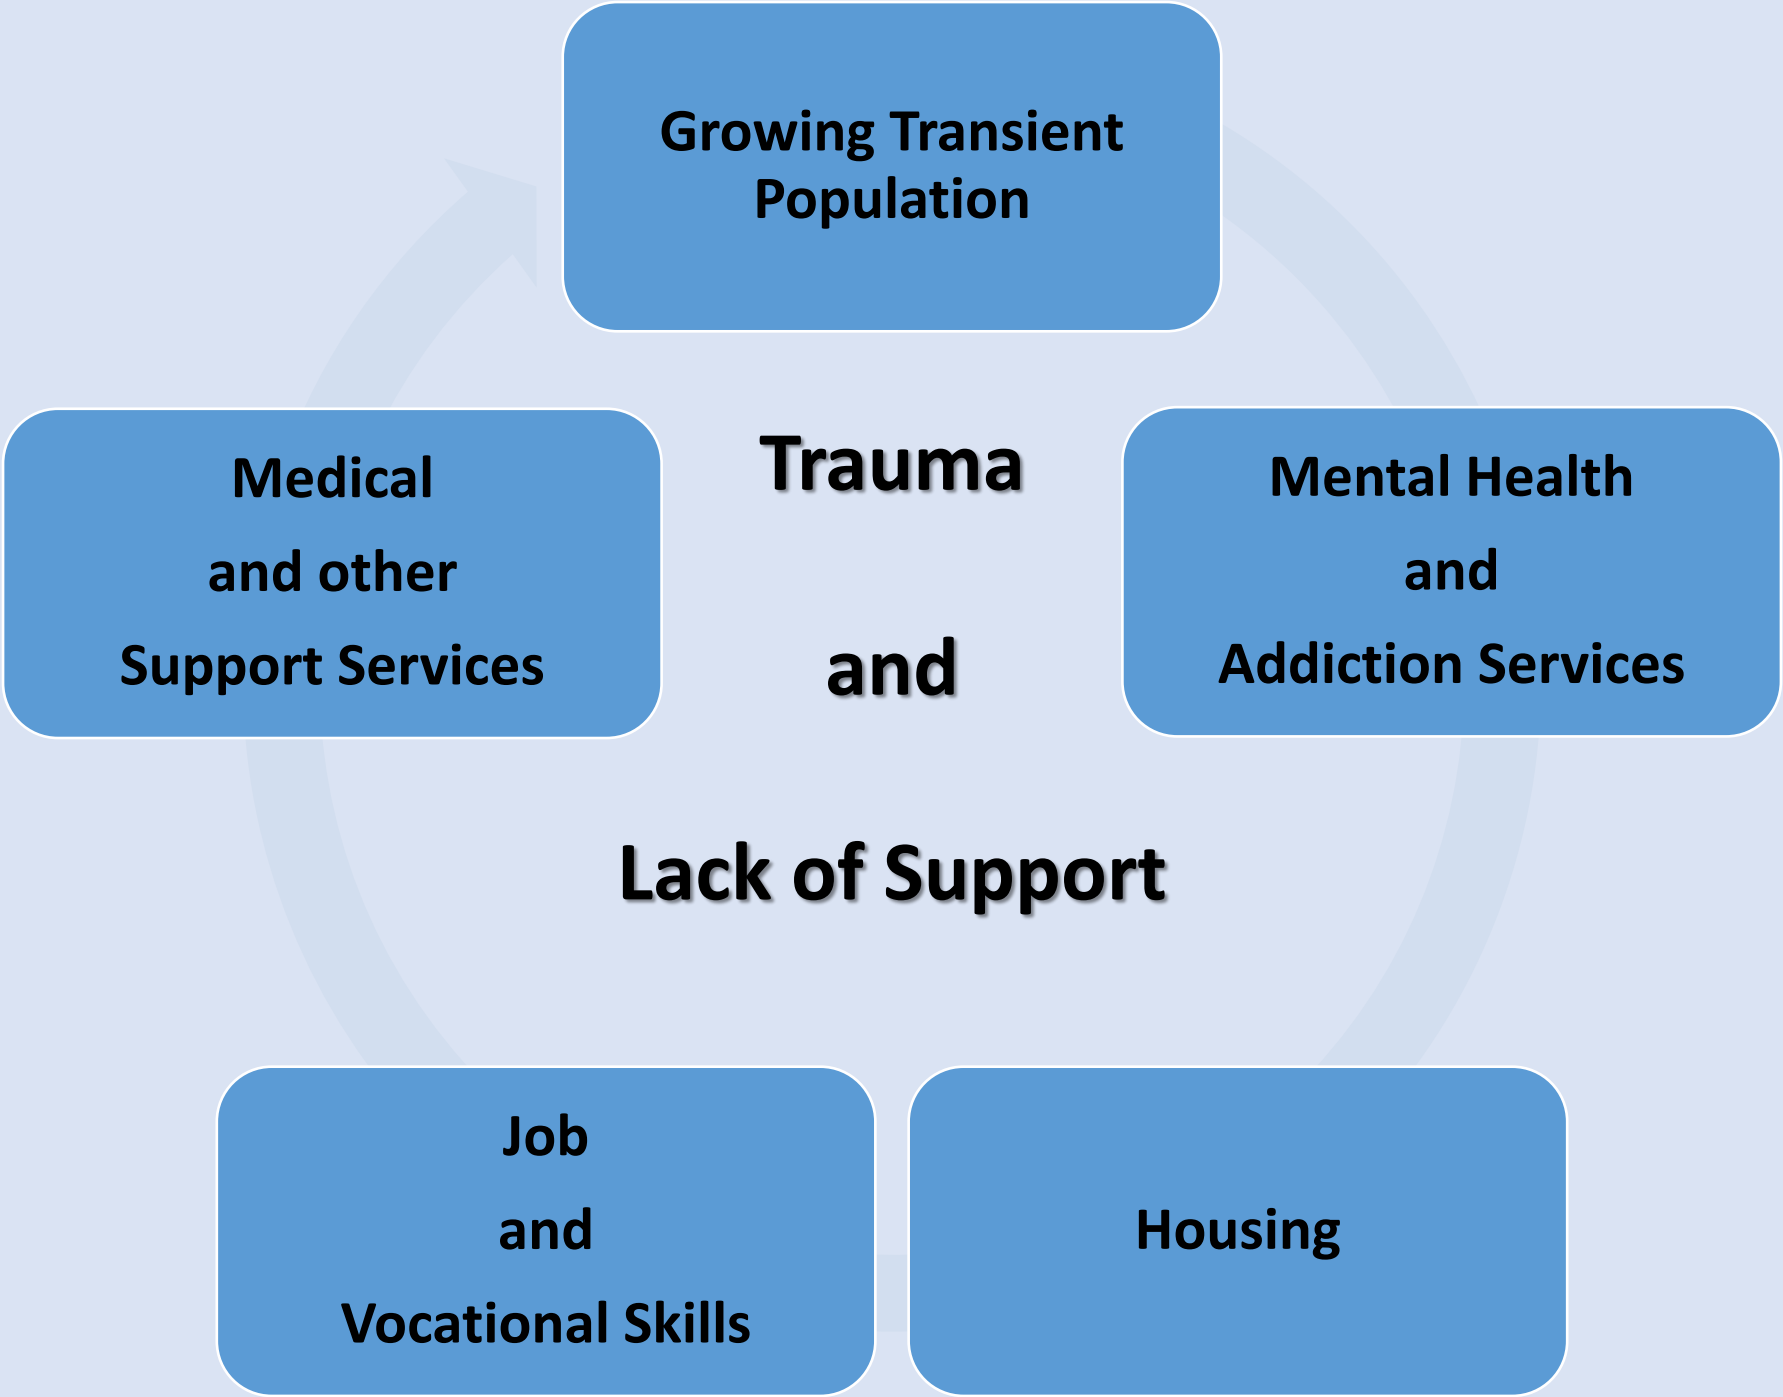 Growing Transient
Population
Trauma
and
Lack of Support
Mental Health
and
Addiction Services
Housing
Job
and
Vocational Skills
Medical
and other
Support Services